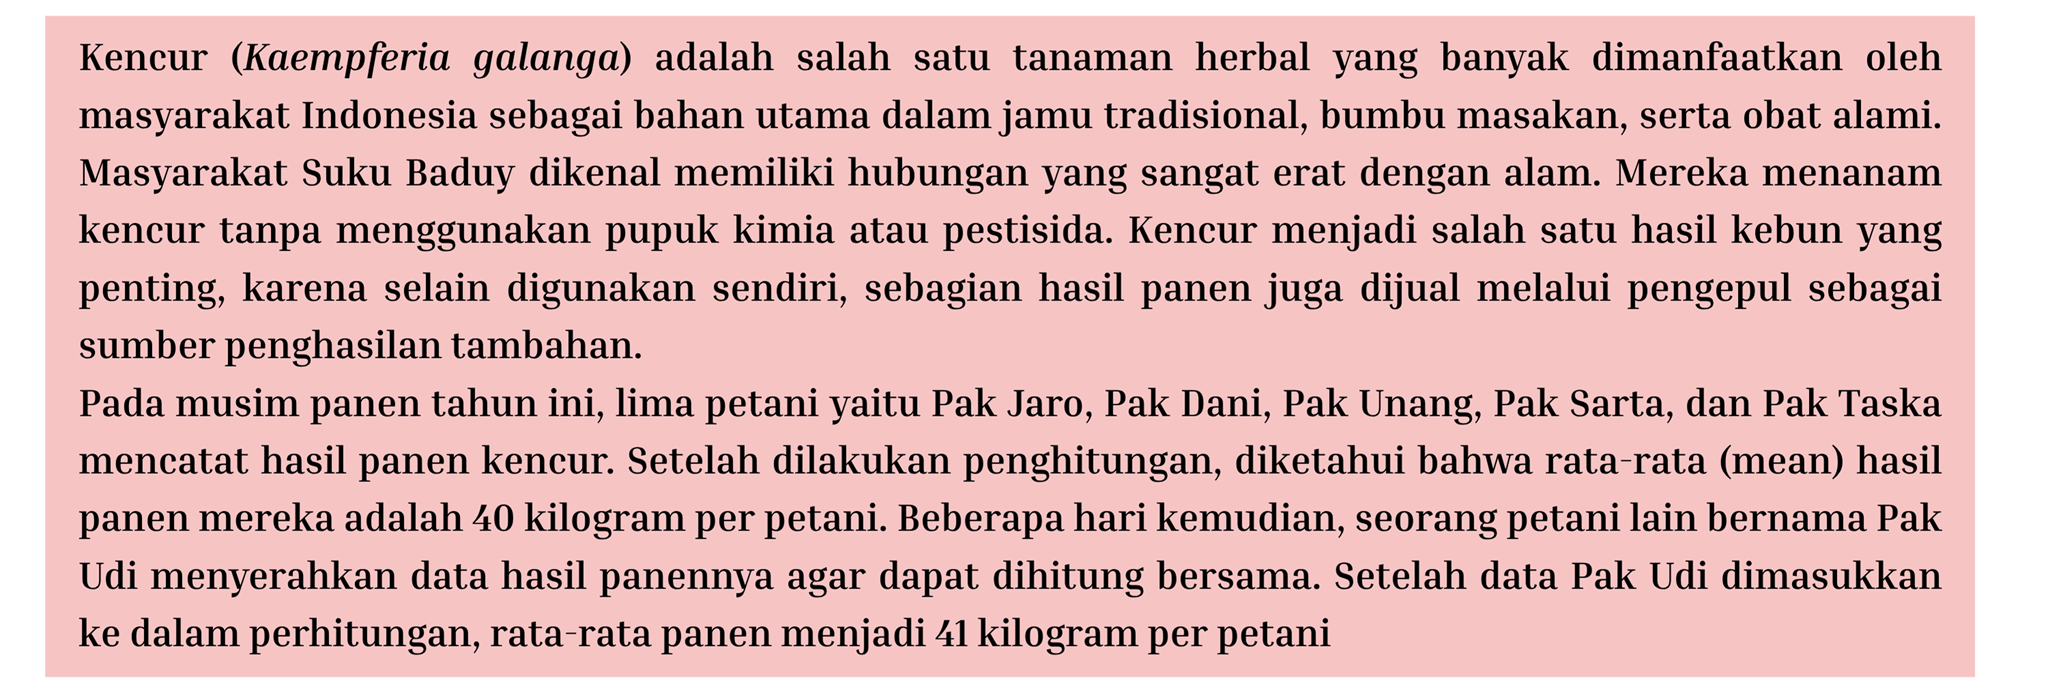 Kencur (Kaempferia galanga) adalah salah satu tanaman herbal yang banyak dimanfaatkan oleh
masyarakat Indonesia sebagai bahan utama dalam jamu tradisional, bumbu masakan, serta obat alami.
Masyarakat Suku Baduy dikenal memiliki hubungan yang sangat erat dengan alam. Mereka menanam
kencur tanpa menggunakan pupuk kimia atau pestisida. Kencur menjadi salah satu hasil kebun yang
penting, karena selain digunakan sendiri, sebagian hasil panen juga dijual melalui pengepul sebagai
sumber penghasilan tambahan.
Pada musim panen tahun ini, lima petani yaitu Pak Jaro, Pak Dani, Pak Unang, Pak Sarta, dan Pak Taska
mencatat hasil panen kencur. Setelah dilakukan penghitungan, diketahui bahwa rata-rata (mean) hasil
panen mereka adalah 40 kilogram per petani. Beberapa hari kemudian, seorang petani lain bernama Pak
Udi menyerahkan data hasil panennya agar dapat dihitung bersama. Setelah data Pak Udi dimasukkan
ke dalam perhitungan, rata-rata panen menjadi 41 kilogram per petani